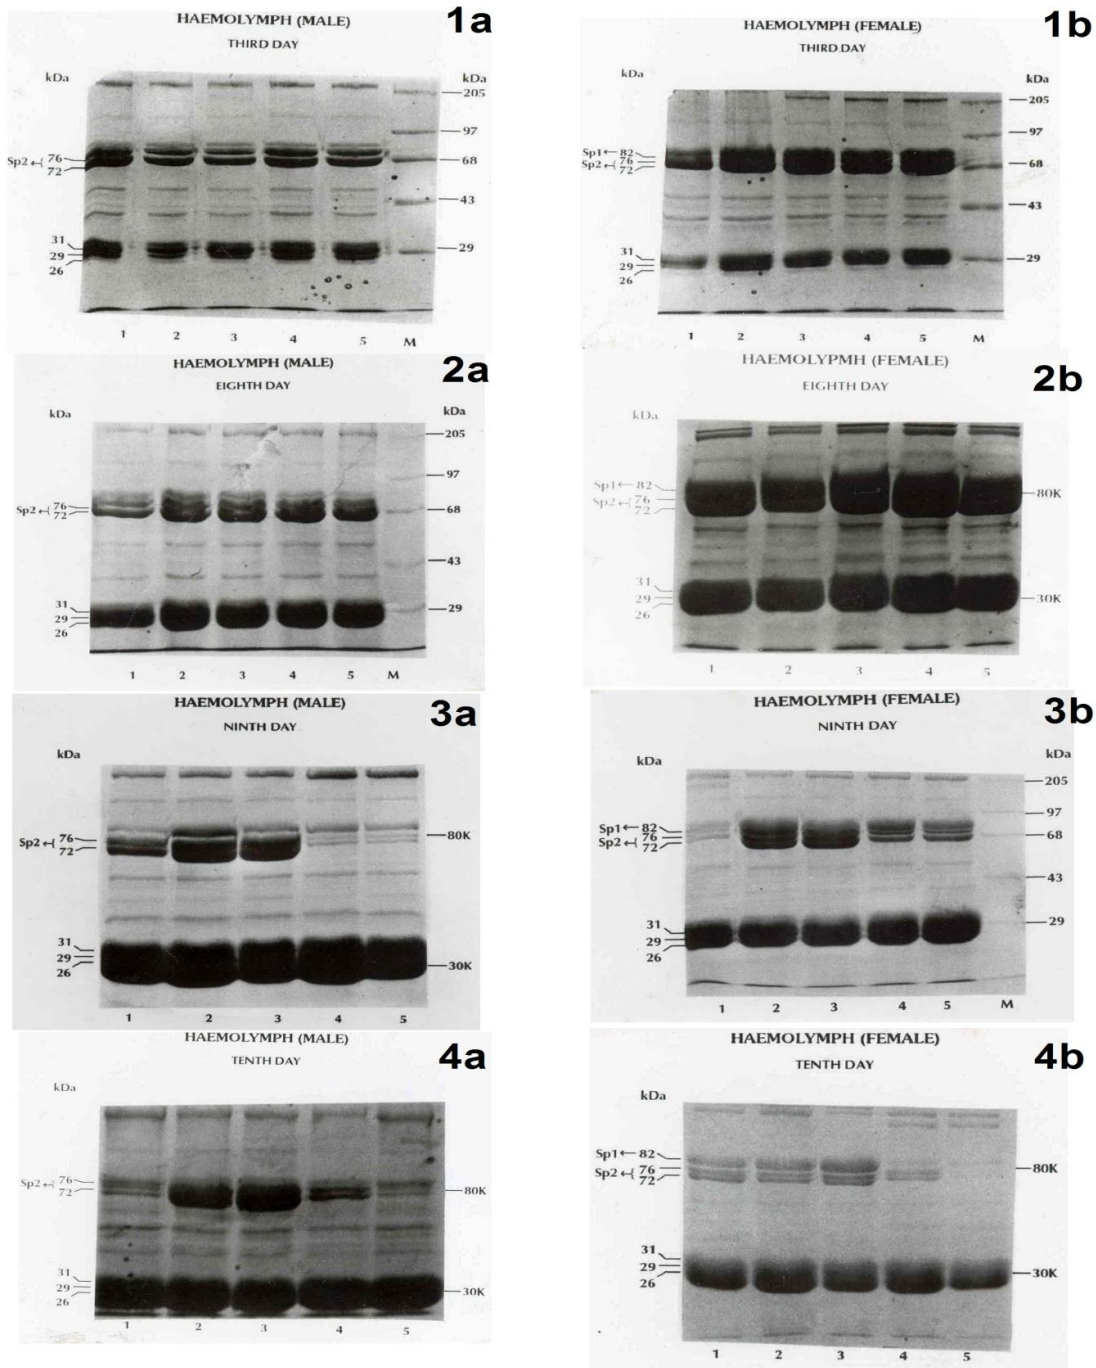 HAEMOLYMPH (MALE) 1a
THIRD DAY
kDa kDa
205
97
Sp2 76 68
72
43
31 29
29
26
1 2 3 4 5 M
HAEMOLYMPH (FEMALE) 1b
THIRD DAY
kDa kDa
205
97
Sp1 ← 82
Sp2 76 68
72
43
31 29
29
26
1 2 3 4 5 M
HAEMOLYMPH (MALE) 2a
EIGHTH DAY
kDa kDa
205
97
Sp2 76 68
72
43
31 29
29
26
1 2 3 4 5 M
HAEMOLYPMH (FEMALE) 2b
EIGHTH DAY
kDa
Sp1 ← 82 80K
Sp2 76
72
31
29 30K
26
1 2 3 4 5
HAEMOLYMPH (MALE) 3a
NINTH DAY
kDa
Sp2 76 80K
72
31
29 30K
26
1 2 3 4 5
HAEMOLYMPH (FEMALE) 3b
NINTH DAY
kDa kDa
205
97
Sp1 ← 82
Sp2 76 68
72
43
31 29
29
26
1 2 3 4 5 M
HAEMOLYMPH (MALE) 4a
TENTH DAY
kDa
Sp2 76
72 80K
31
29 30K
26
1 2 3 4 5
HAEMOLYMPH (FEMALE) 4b
TENTH DAY
kDa
Sp1 ← 82
Sp2 76 80K
72
31
29 30K
26
1 2 3 4 5